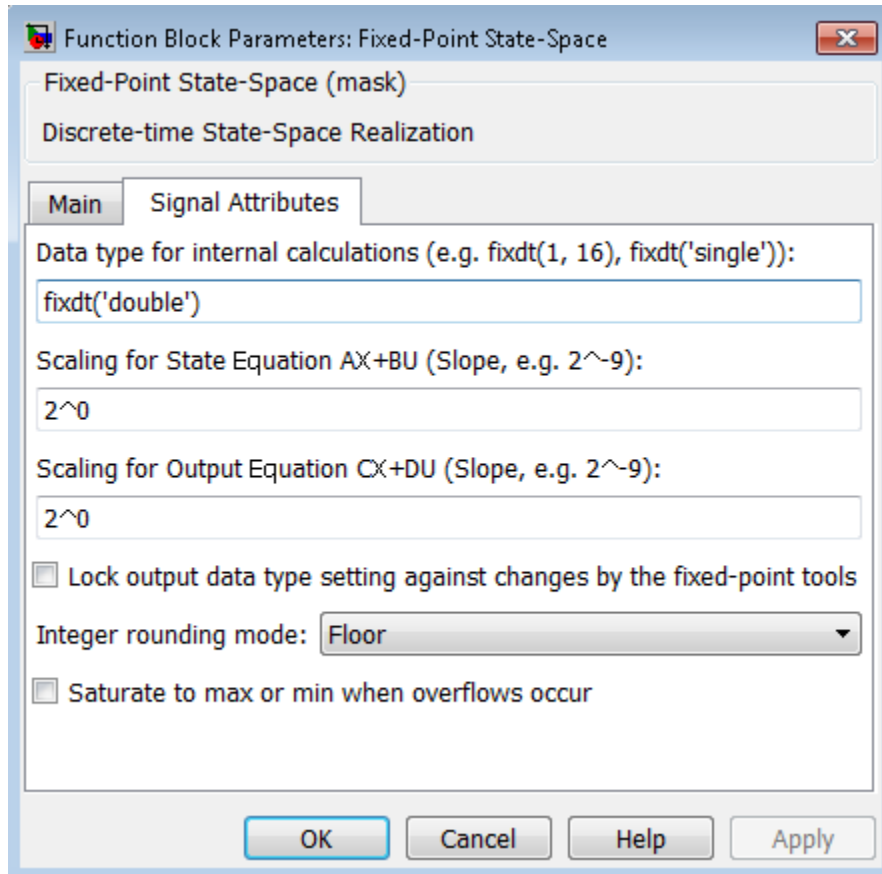 Function Block Parameters: Fixed-Point State-Space
Fixed-Point State-Space (mask)
Discrete-time State-Space Realization
Main Signal Attributes
Data type for internal calculations (e.g. fixdt(1, 16), fixdt('single')):
fixdt('double')
Scaling for State Equation AX+BU (Slope, e.g. 2^-9):
2^0
Scaling for Output Equation CX+DU (Slope, e.g. 2^-9):
2^0
Lock output data type setting against changes by the fixed-point tools
Integer rounding mode: Floor
Saturate to max or min when overflows occur
OK Cancel Help Apply